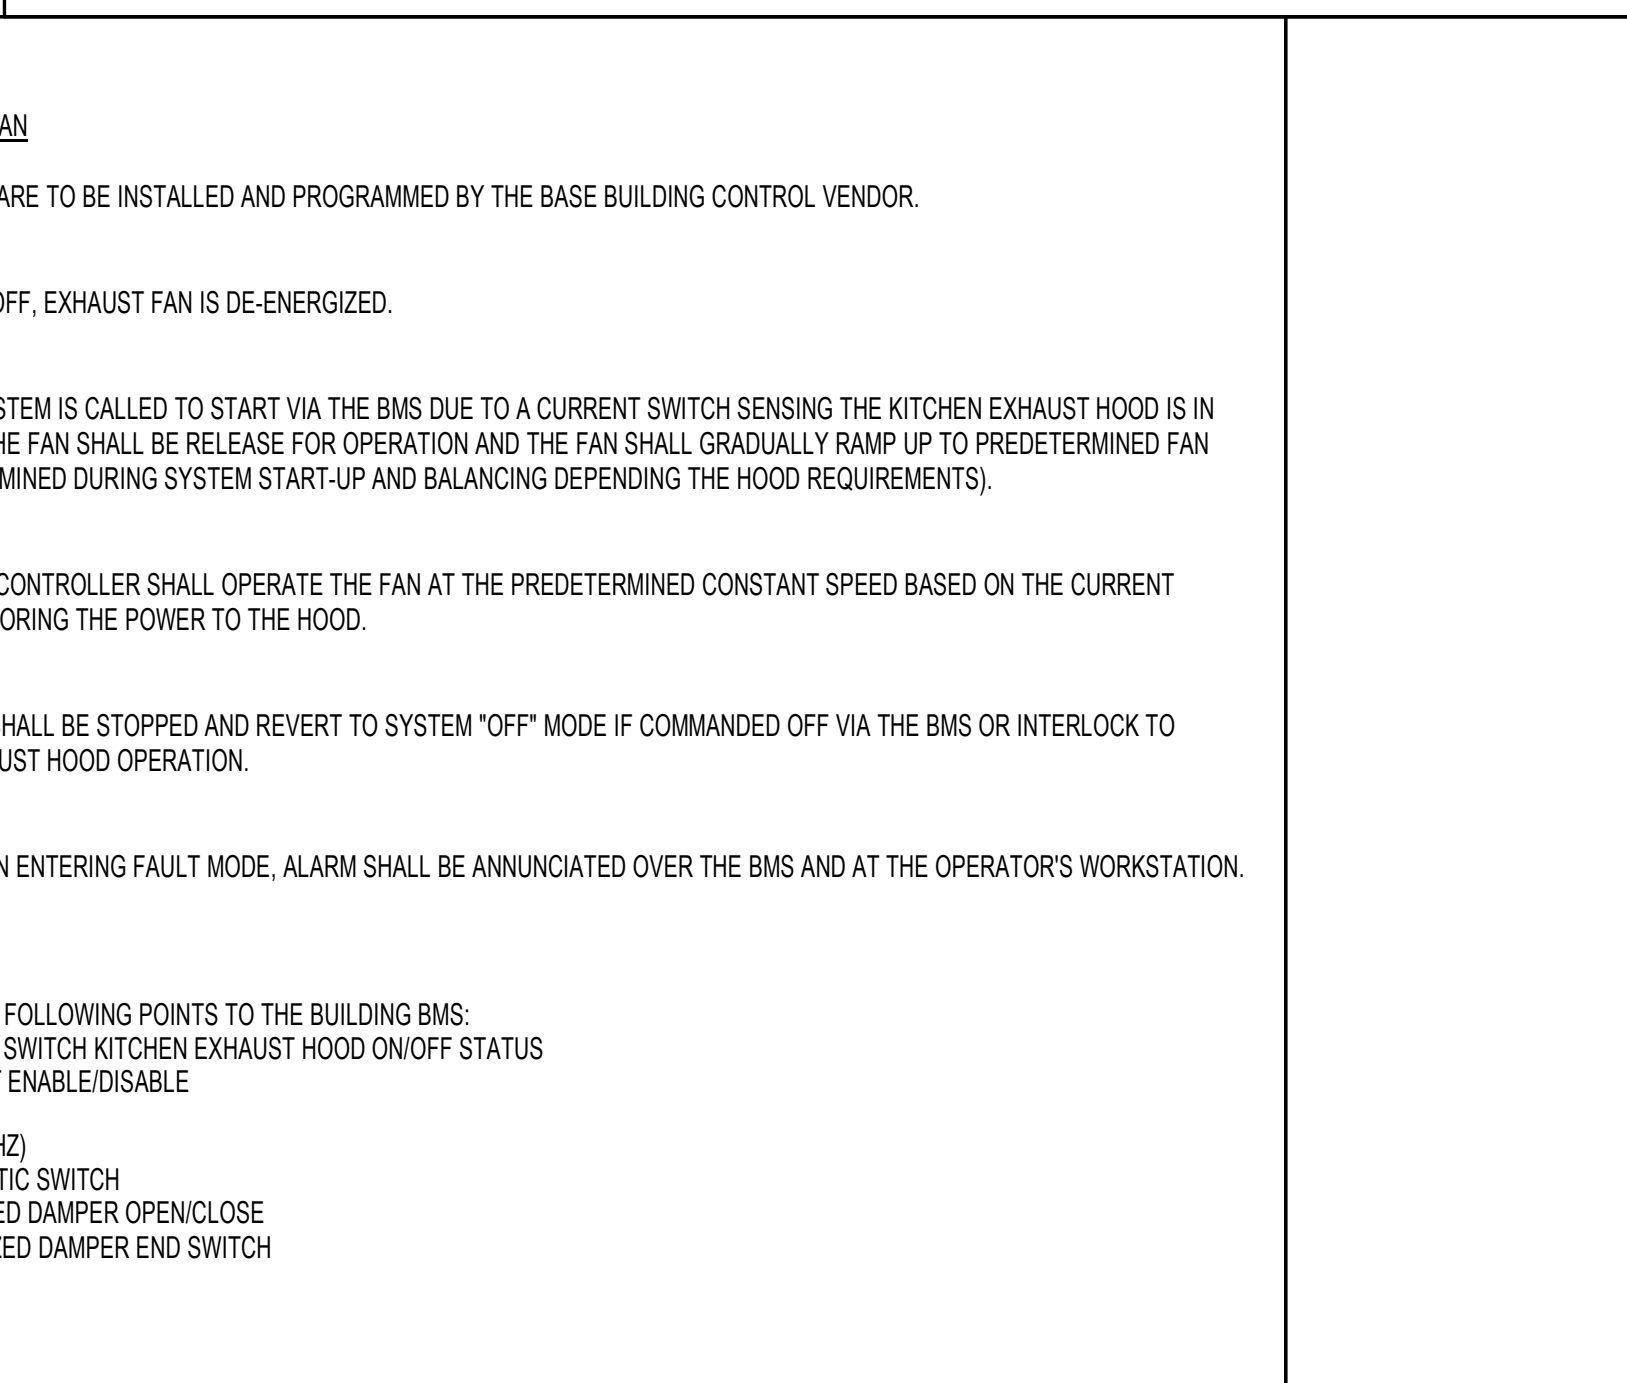 AN
ARE TO BE INSTALLED AND PROGRAMMED BY THE BASE BUILDING CONTROL VENDOR.
OFF, EXHAUST FAN IS DE-ENERGIZED.
STEM IS CALLED TO START VIA THE BMS DUE TO A CURRENT SWITCH SENSING THE KITCHEN EXHAUST HOOD IS IN
HE FAN SHALL BE RELEASE FOR OPERATION AND THE FAN SHALL GRADUALLY RAMP UP TO PREDETERMINED FAN
MINED DURING SYSTEM START-UP AND BALANCING DEPENDING THE HOOD REQUIREMENTS).
CONTROLLER SHALL OPERATE THE FAN AT THE PREDETERMINED CONSTANT SPEED BASED ON THE CURRENT
ORING THE POWER TO THE HOOD.
SHALL BE STOPPED AND REVERT TO SYSTEM "OFF" MODE IF COMMANDED OFF VIA THE BMS OR INTERLOCK TO
UST HOOD OPERATION.
N ENTERING FAULT MODE, ALARM SHALL BE ANNUNCIATED OVER THE BMS AND AT THE OPERATOR'S WORKSTATION.
FOLLOWING POINTS TO THE BUILDING BMS:
SWITCH KITCHEN EXHAUST HOOD ON/OFF STATUS
T ENABLE/DISABLE
HZ)
TIC SWITCH
ED DAMPER OPEN/CLOSE
ZED DAMPER END SWITCH